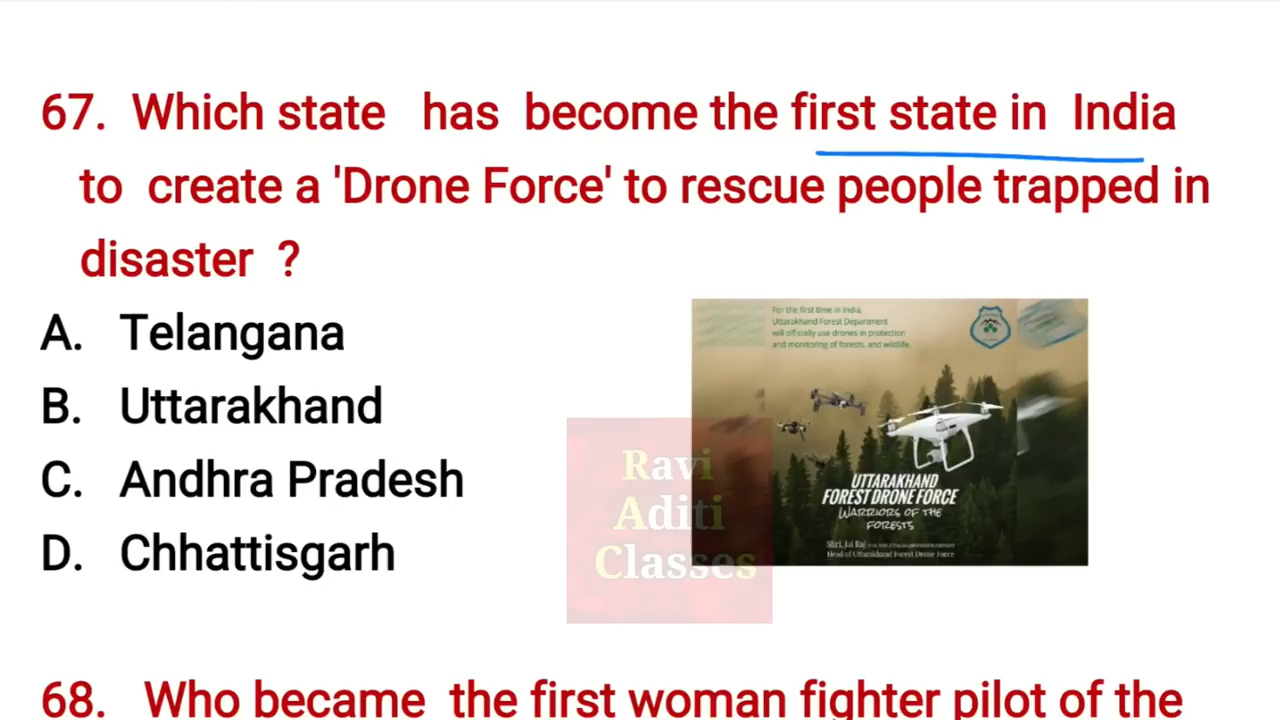 67. Which state has become the first state in India
to create a 'Drone Force' to rescue people trapped in
disaster ?
A. Telangana
B. Uttarakhand
C. Andhra Pradesh
D. Chhattisgarh
For the first time in India,
Uttarakhand Forest Department
will officially use drones in protection
and monitoring of forests, and wildlife.
UTTARAKHAND
FOREST DRONE FORCE
WARRIORS OF THE
FORESTS
Shri. Jai Raj
Head of Uttarakhand Forest Drone Force
Ravi
Aditi
Classes
68. Who became the first woman fighter pilot of the